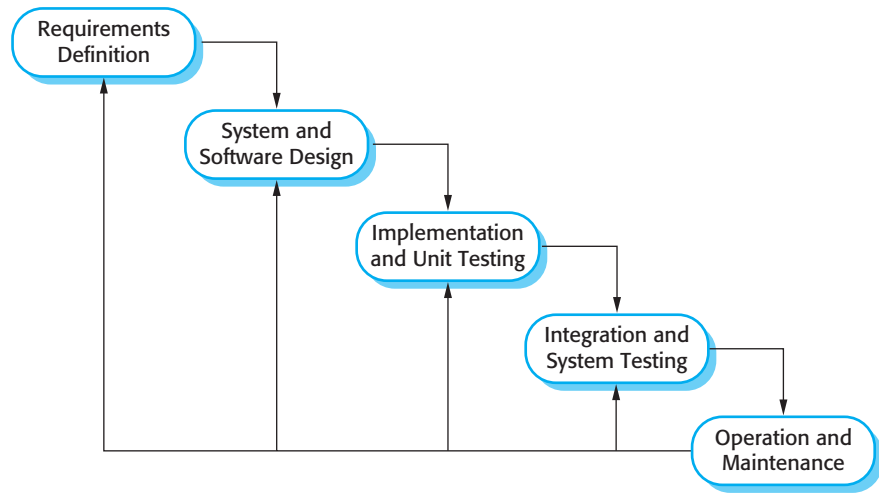 Requirements
Definition
System and
Software Design
Implementation
and Unit Testing
Integration and
System Testing
Operation and
Maintenance